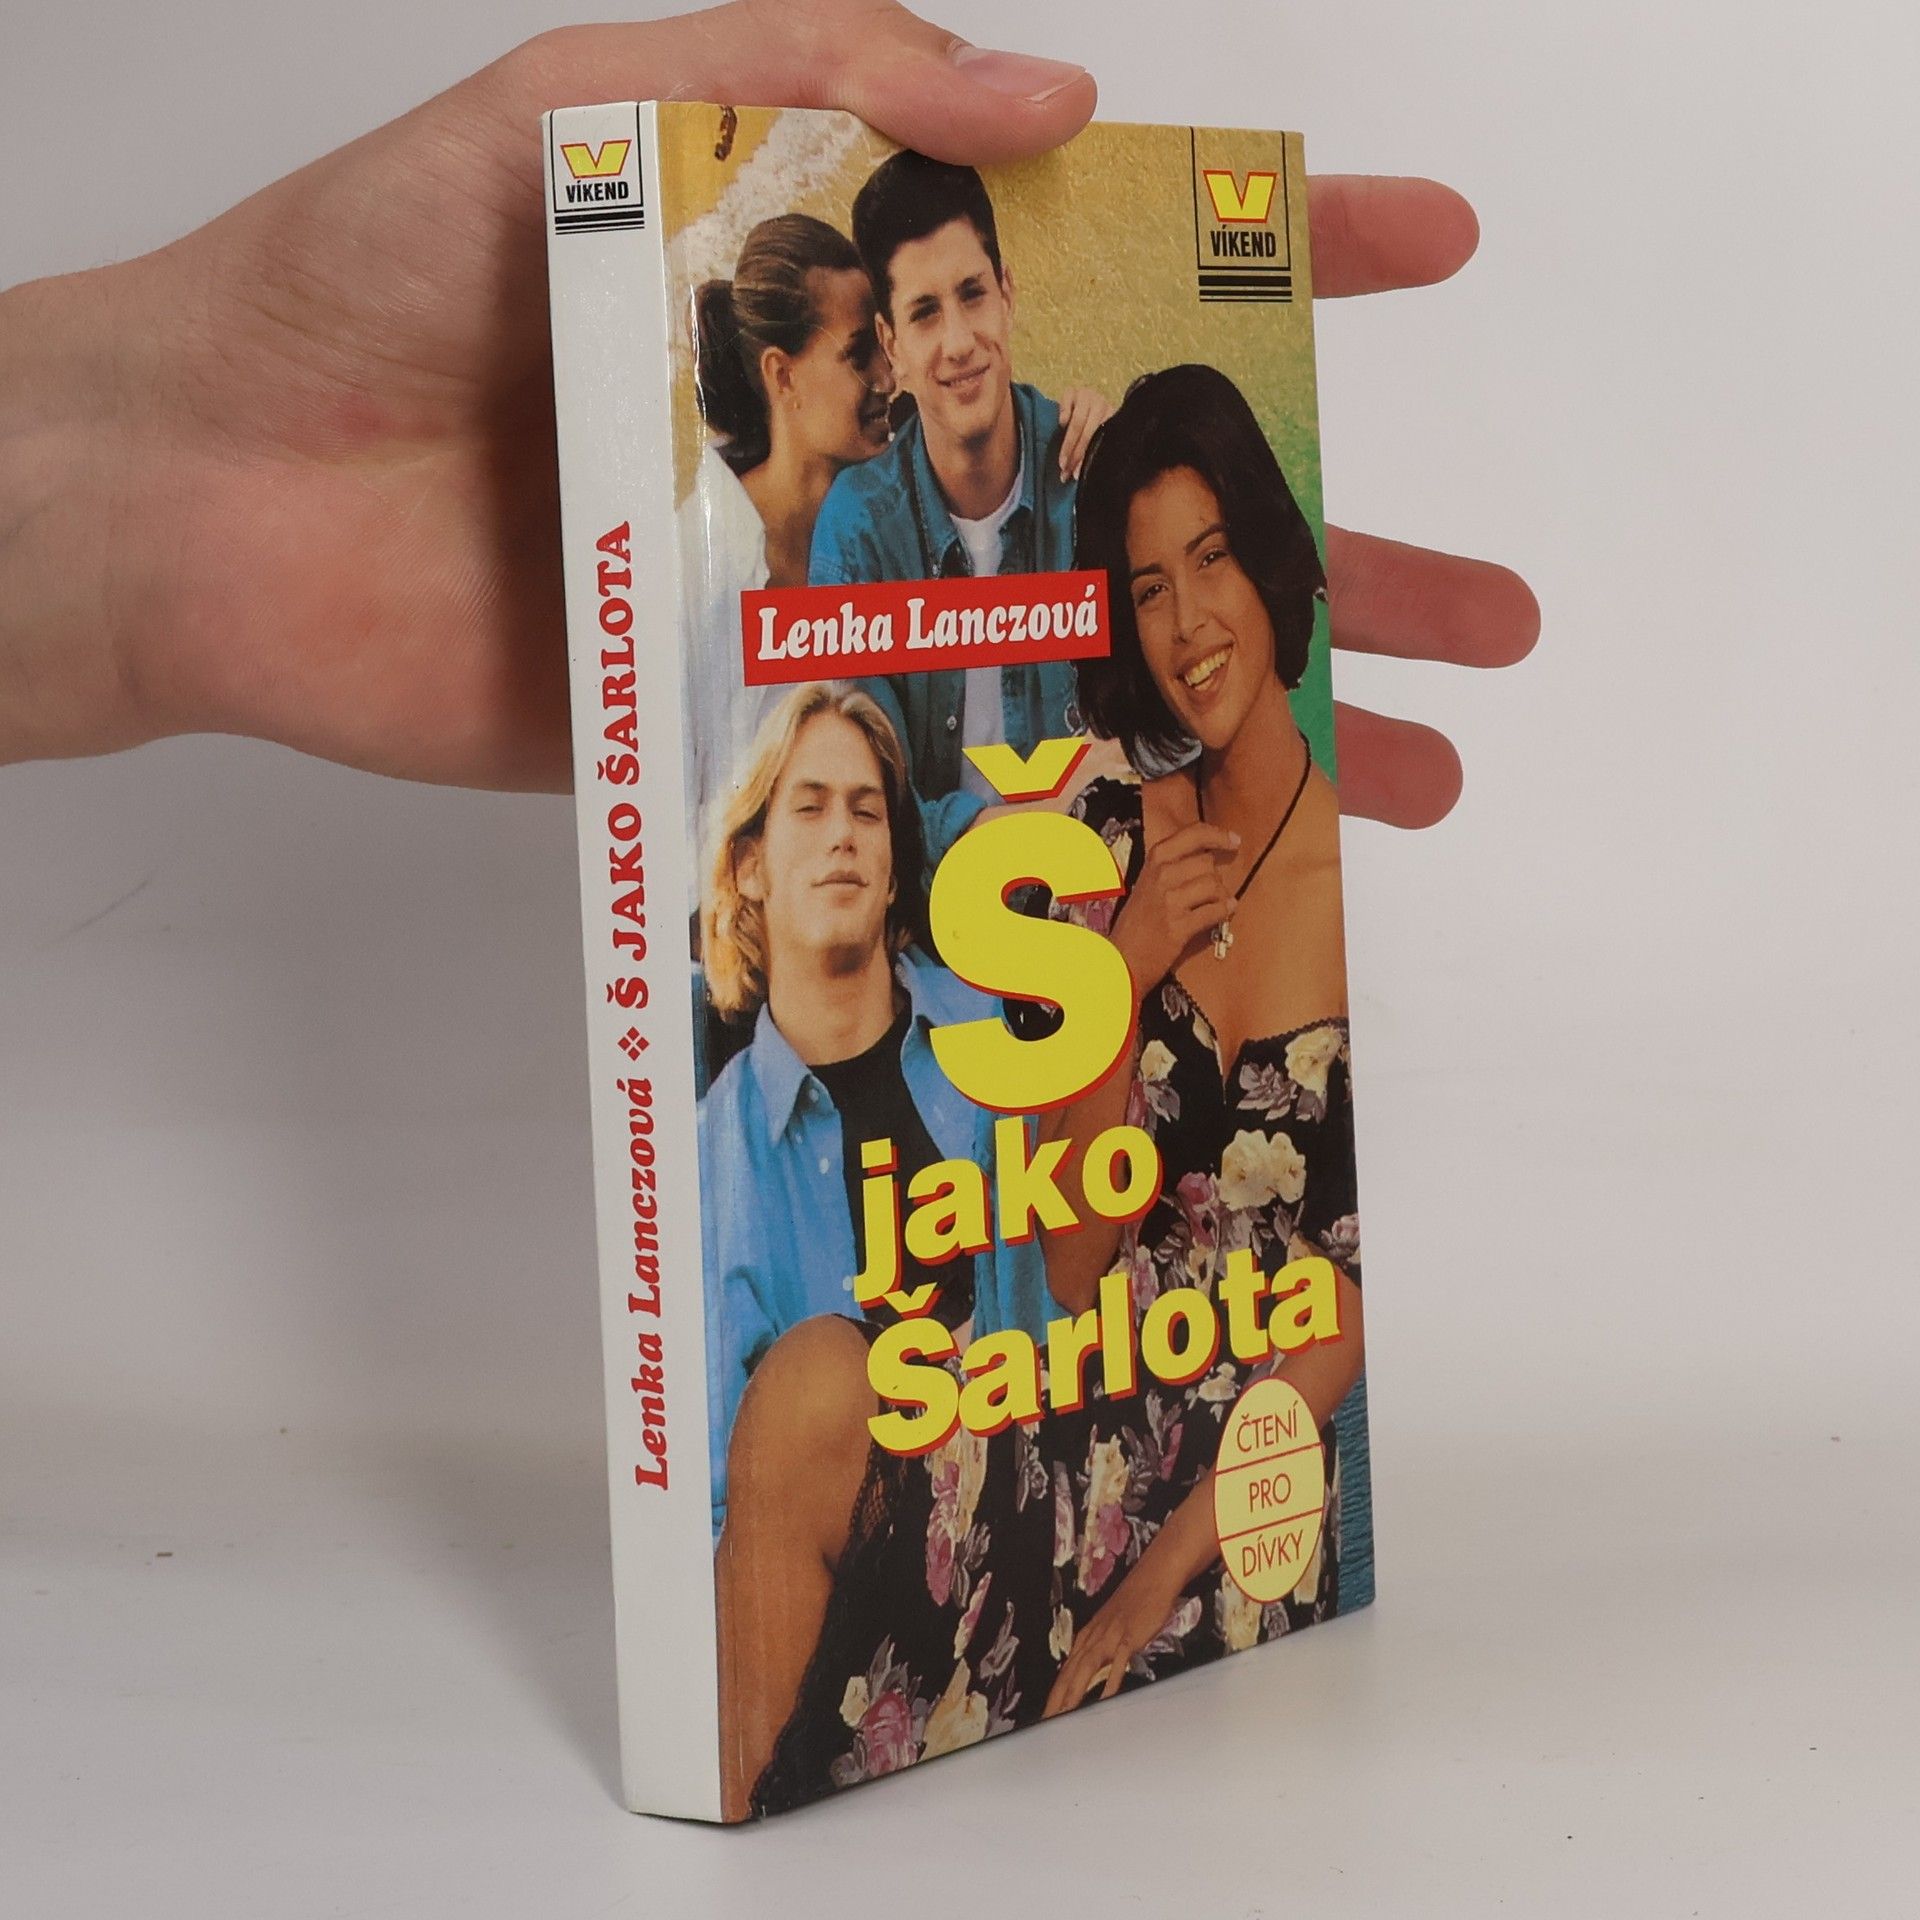 VÍKEND
Lenka Lanczová ❖ Š JAKO ŠARLOTA
VÍKEND
Lenka Lanczová
Š
jako
Šarlota
ČTENÍ
PRO
DÍVKY